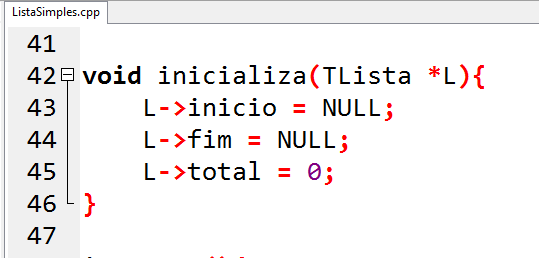 ListaSimples.cpp
41
42 void inicializa(TLista *L){
43 L->inicio = NULL;
44 L->fim = NULL;
45 L->total = 0;
46 }
47